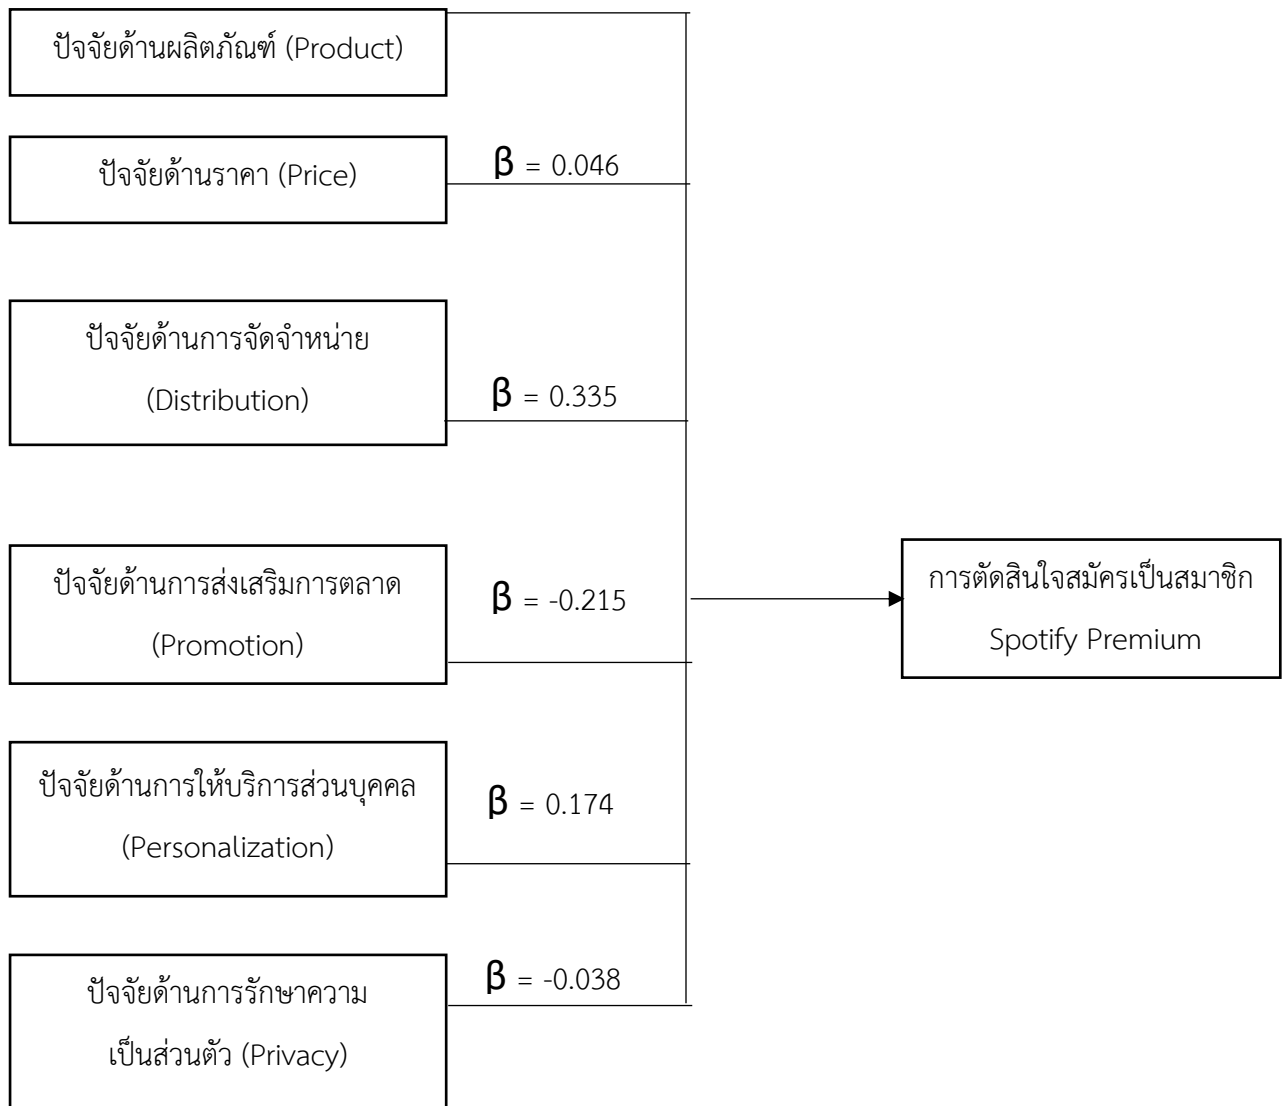 ปัจจัยด้านผลิตภัณฑ์ (Product)
ปัจจัยด้านราคา (Price)
β = 0.046
ปัจจัยด้านการจัดจำหน่าย
(Distribution)
β = 0.335
ปัจจัยด้านการส่งเสริมการตลาด
(Promotion)
β = -0.215
การตัดสินใจสมัครเป็นสมาชิก
Spotify Premium
ปัจจัยด้านการให้บริการส่วนบุคคล
(Personalization)
β = 0.174
ปัจจัยด้านการรักษาความ
เป็นส่วนตัว (Privacy)
β = -0.038